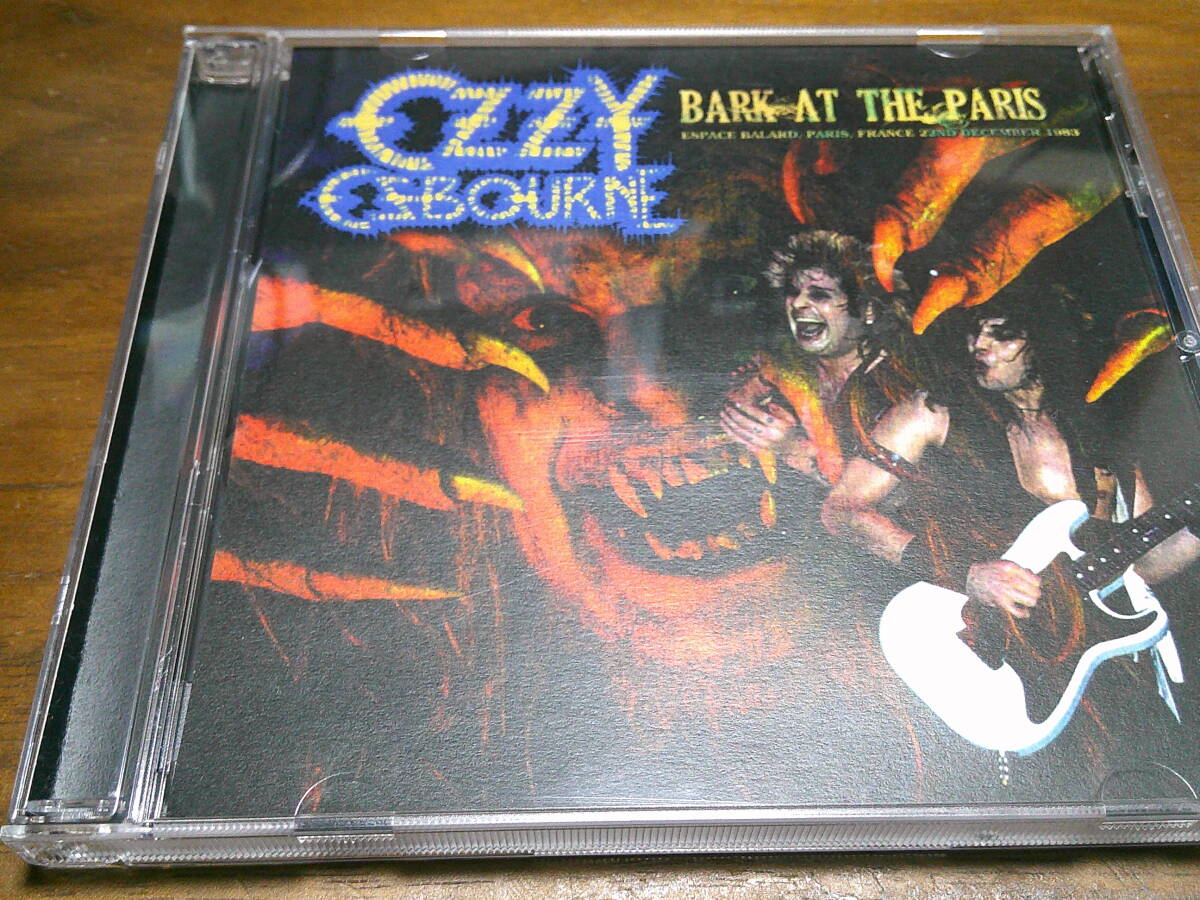 OZZY
OSBOURNE
BARK AT THE PARIS
ESPACE BALARD, PARIS, FRANCE 22ND DECEMBER 1983